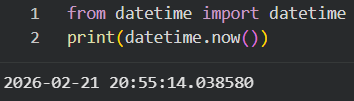 1 from datetime import datetime
2 print(datetime.now())
2026-02-21 20:55:14.038580